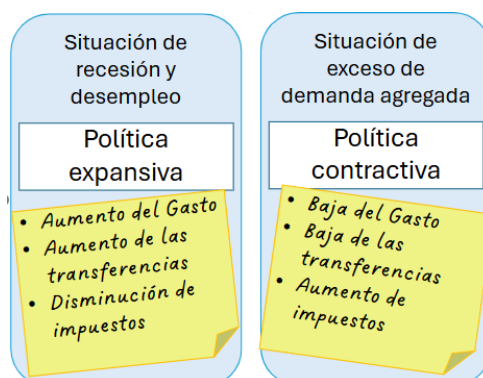 Situación de
recesión y
desempleo
Política
expansiva
• Aumento del Gasto
• Aumento de las
transferencias
• Disminución de
impuestos
Situación de
exceso de
demanda agregada
Política
contractiva
• Baja del Gasto
• Baja de las
transferencias
• Aumento de
impuestos